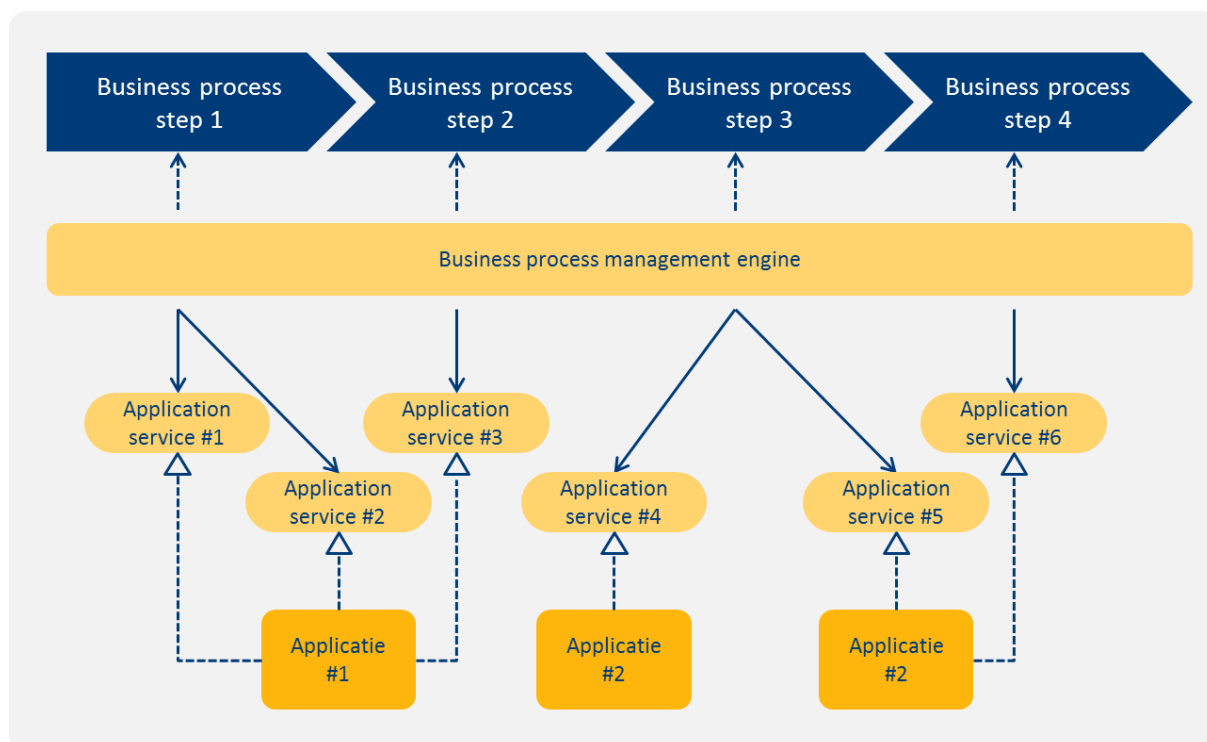 Business process
step 1
Business process
step 2
Business process
step 3
Business process
step 4
Business process management engine
Application
service #1
Application
service #3
Application
service #6
Application
service #2
Application
service #4
Application
service #5
Applicatie
#1
Applicatie
#2
Applicatie
#2